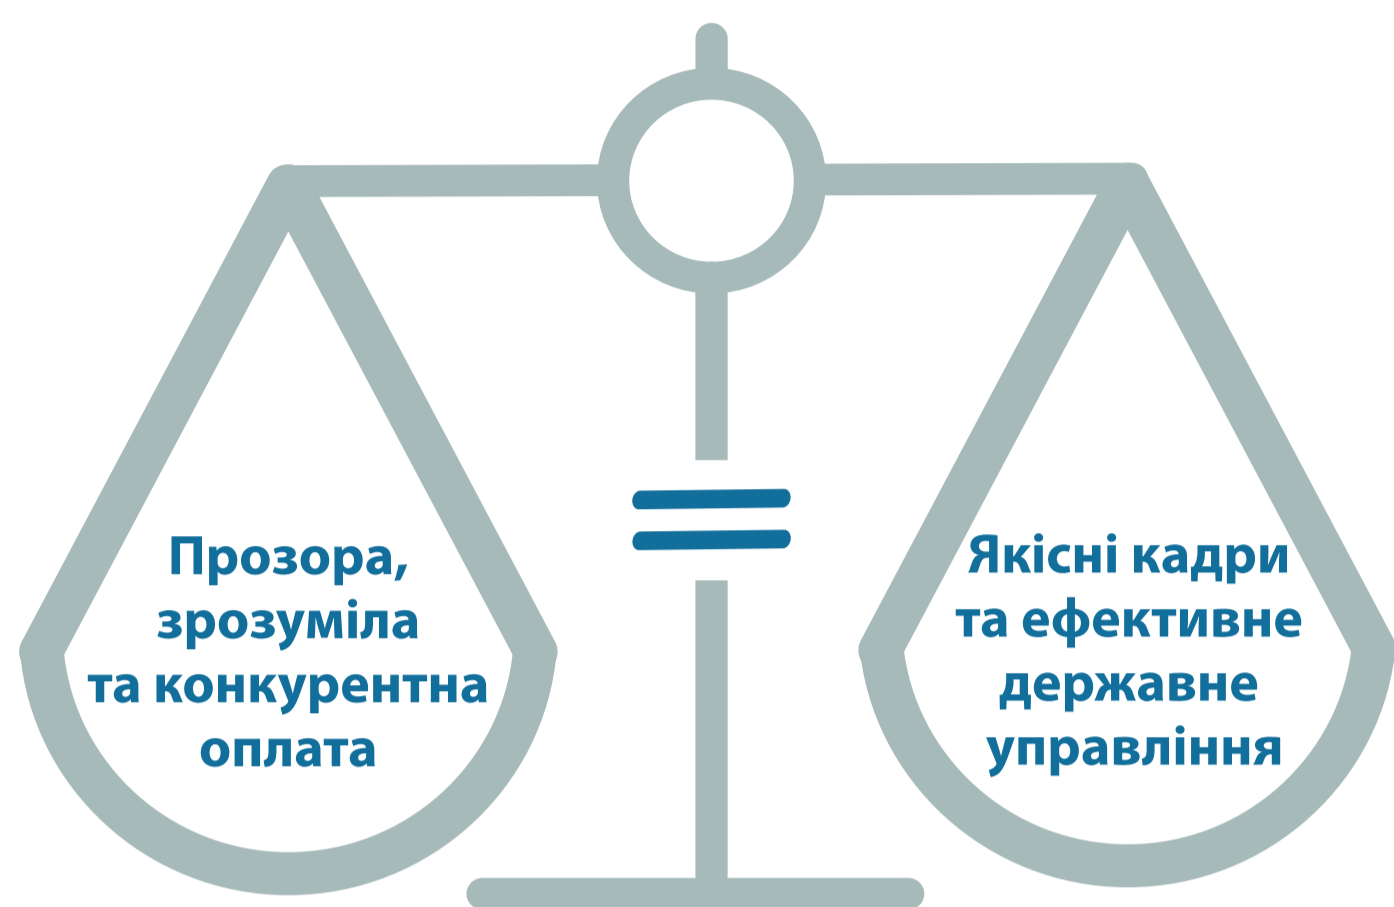 Прозора,
зрозуміла
та конкурентна
оплата
=
Якісні кадри
та ефективне
державне
управління